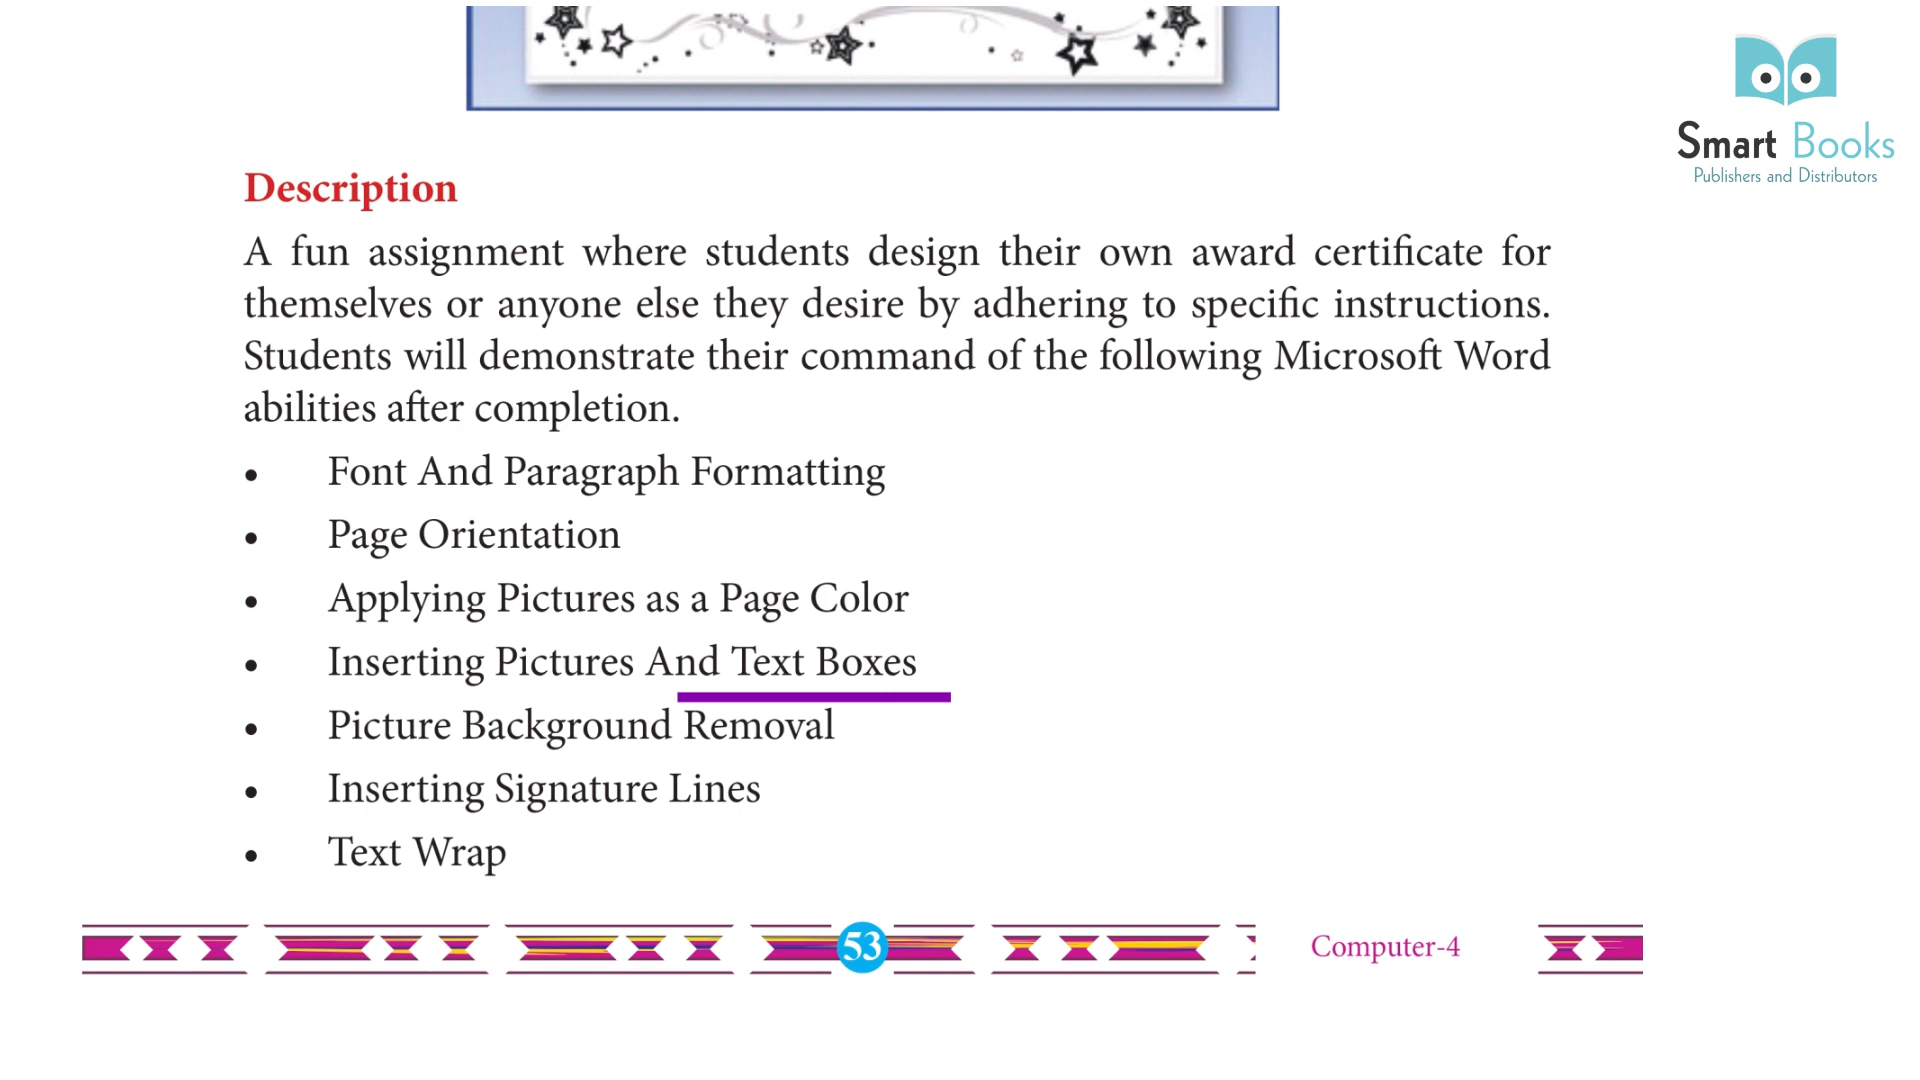 Smart Books
Publishers and Distributors
Description
A fun assignment where students design their own award certificate for
themselves or anyone else they desire by adhering to specific instructions.
Students will demonstrate their command of the following Microsoft Word
abilities after completion.
• Font And Paragraph Formatting
• Page Orientation
• Applying Pictures as a Page Color
• Inserting Pictures And Text Boxes
• Picture Background Removal
• Inserting Signature Lines
• Text Wrap
53
Computer-4